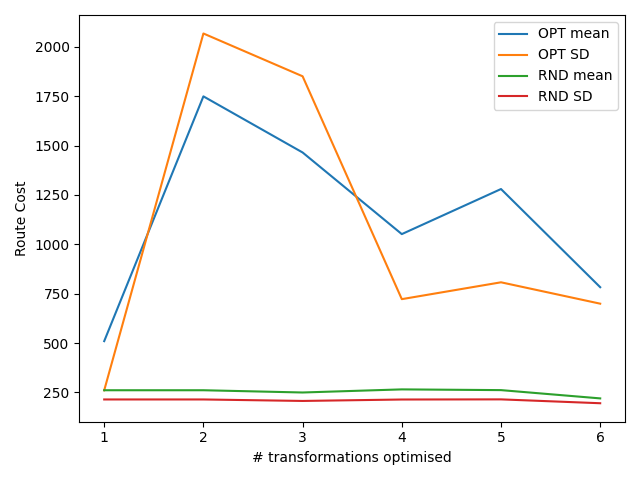 OPT mean
OPT SD
RND mean
RND SD
Route Cost
2000
1750
1500
1250
1000
750
500
250
1 2 3 4 5 6
# transformations optimised